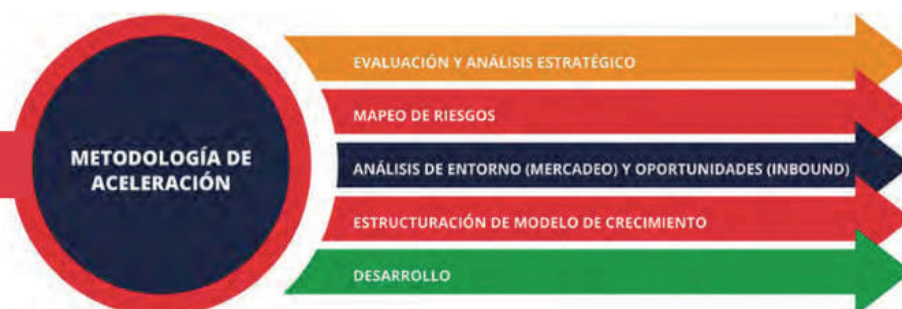 METODOLOGÍA DE
ACELERACIÓN
EVALUACIÓN Y ANÁLISIS ESTRATÉGICO
MAPEO DE RIESGOS
ANÁLISIS DE ENTORNO (MERCADEO) Y OPORTUNIDADES (INBOUND)
ESTRUCTURACIÓN DE MODELO DE CRECIMIENTO
DESARROLLO